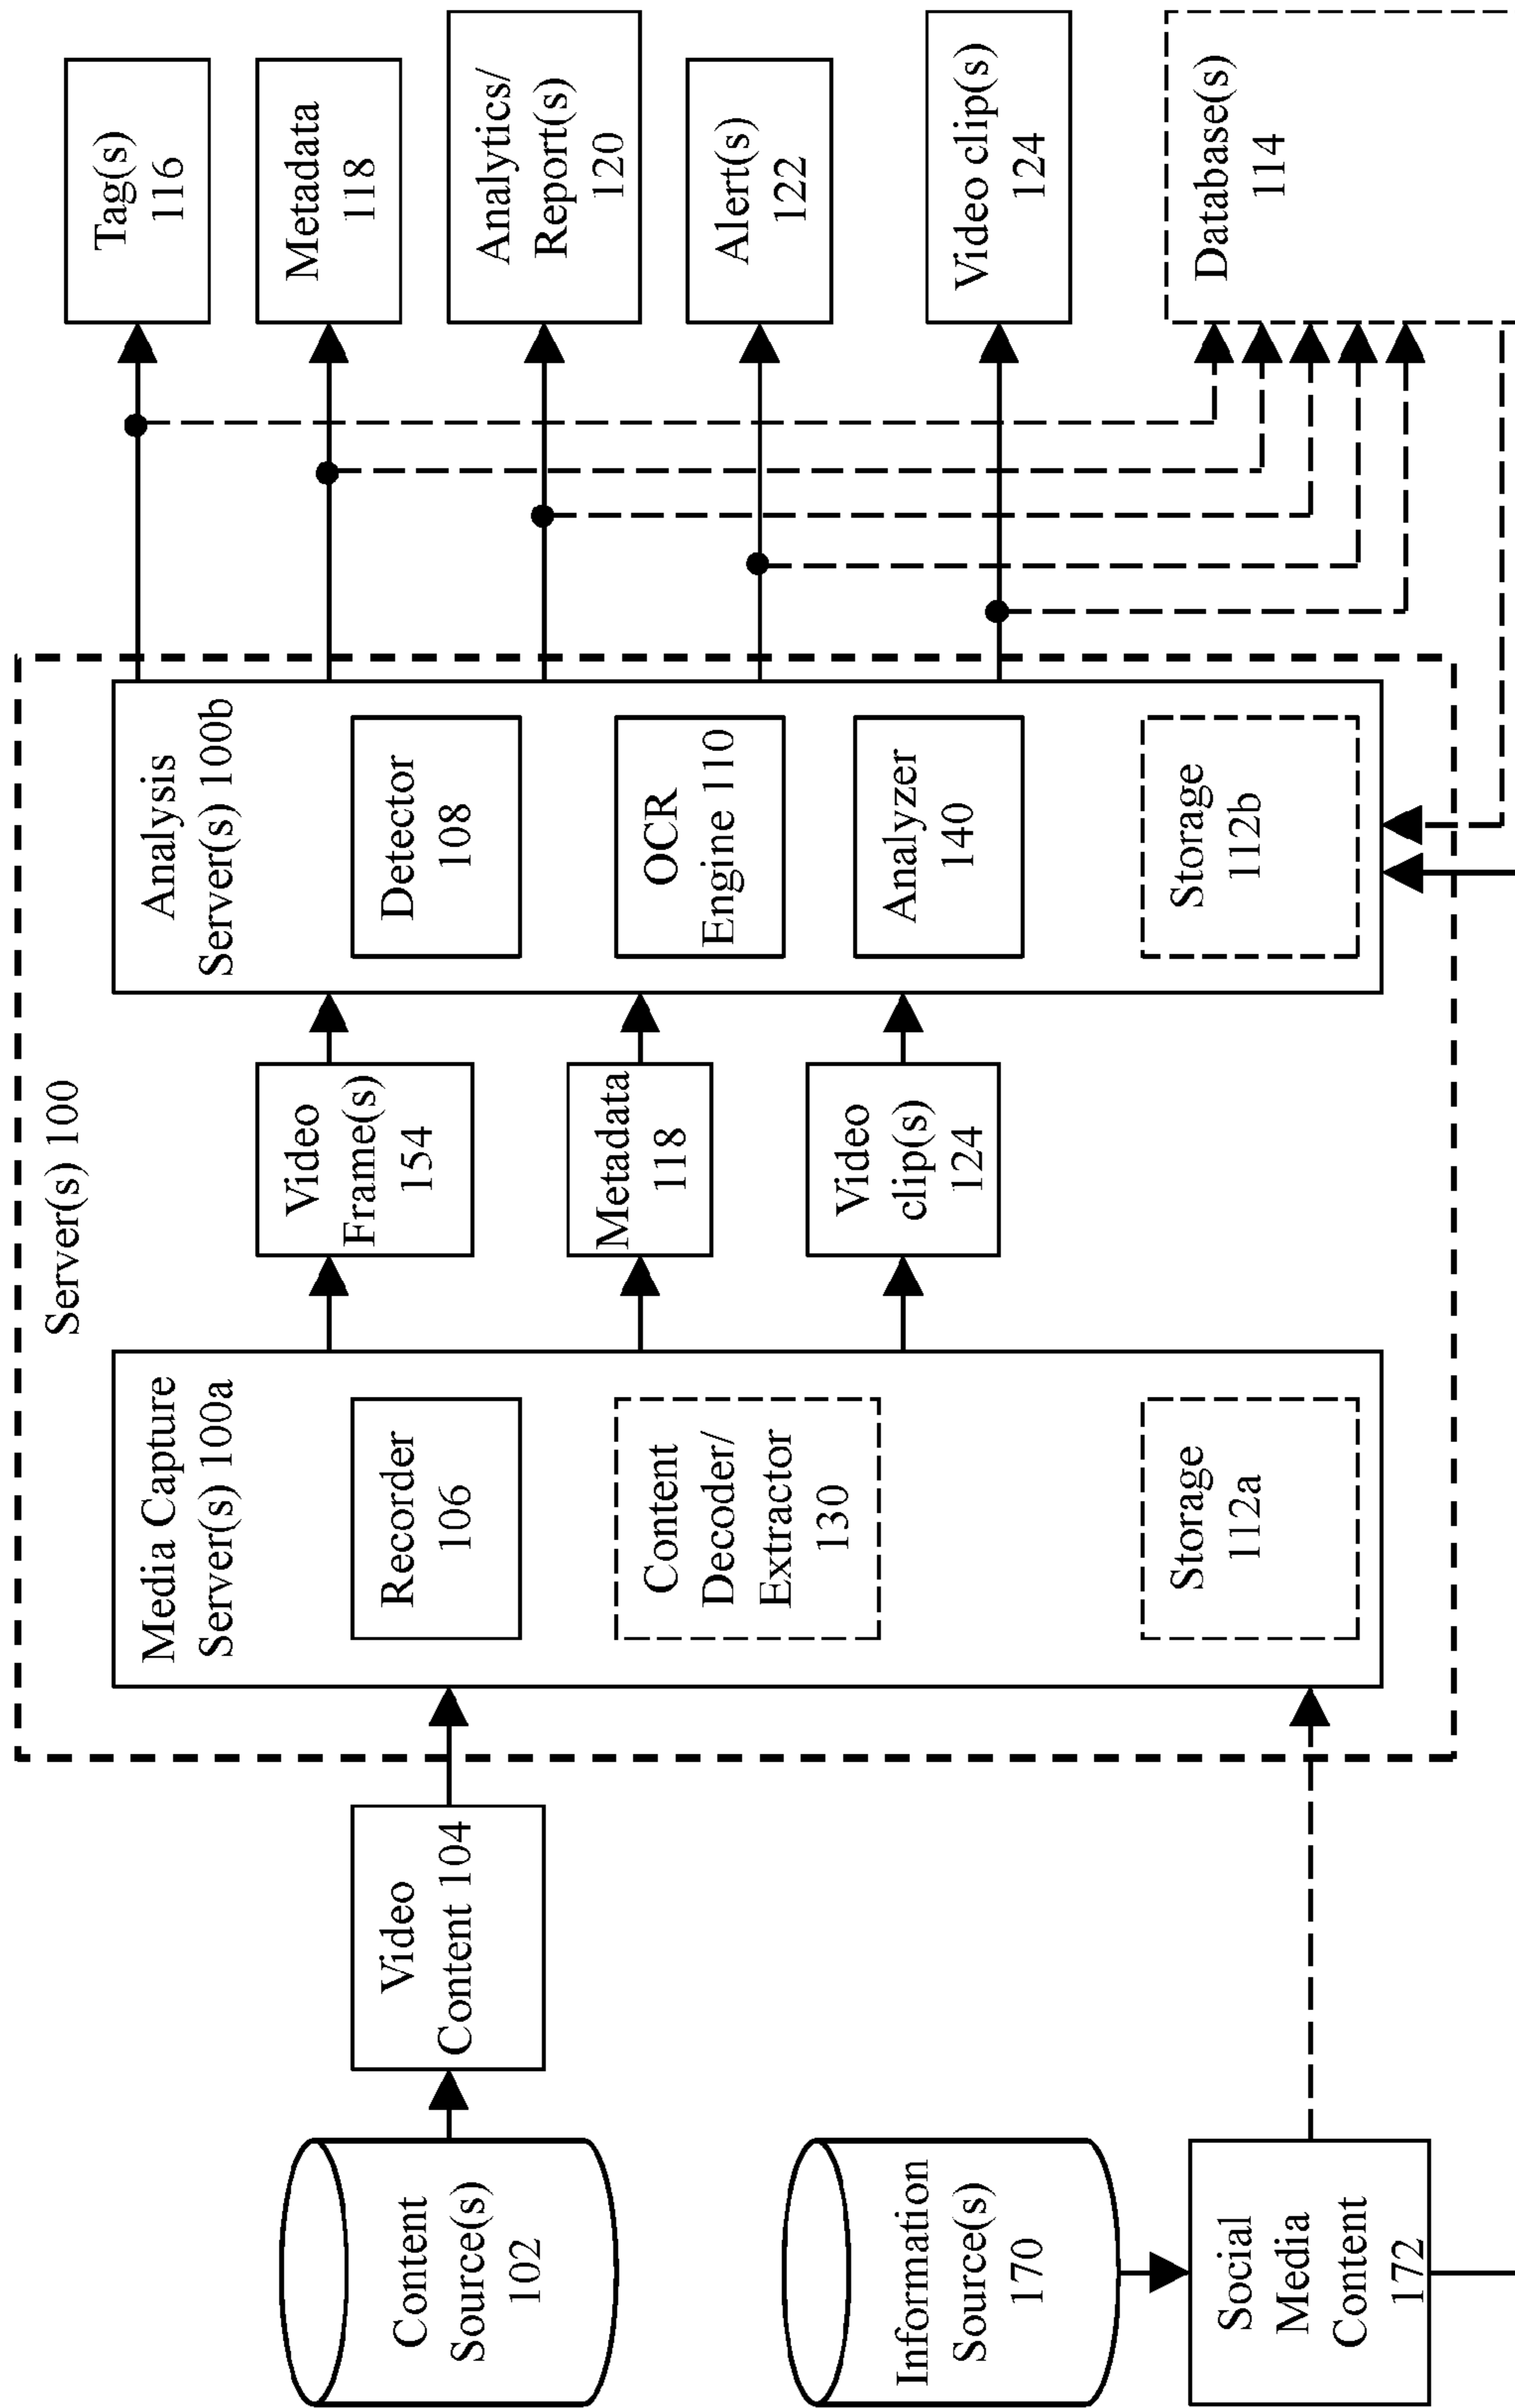 Server(s) 100
Content
Source(s)
102
Video
Content 104
Information
Source(s)
170
Social
Media
Content
172
Media Capture
Server(s) 100a
Recorder
106
Content
Decoder/
Extractor
130
Storage
112a
Video
Frame(s)
154
Metadata
118
Video
clip(s)
124
Analysis
Server(s) 100b
Detector
108
OCR
Engine 110
Analyzer
140
Storage
112b
Tag(s)
116
Metadata
118
Analytics/
Report(s)
120
Alert(s)
122
Video clip(s)
124
Database(s)
114